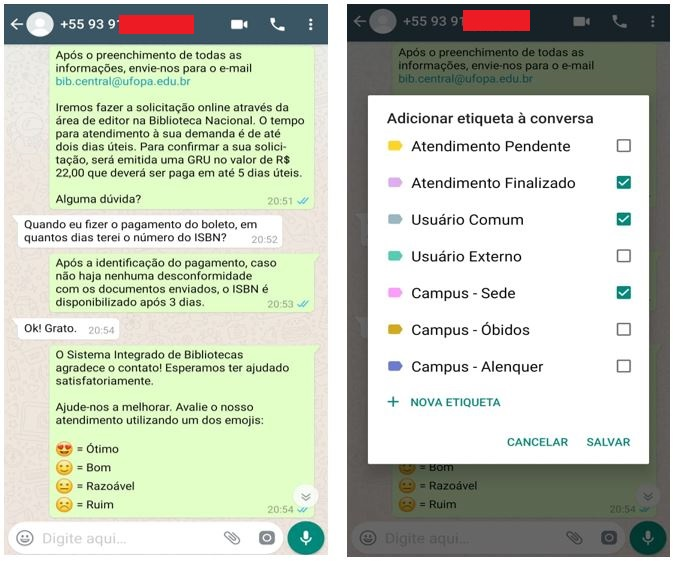 +55 93 91
Após o preenchimento de todas as
informações, envie-nos para o e-mail
bib.central@ufopa.edu.br
Iremos fazer a solicitação online através da
área de editor na Biblioteca Nacional. O tempo
para atendimento à sua demanda é de até
dois dias úteis. Para confirmar a sua solici-
tação, será emitida uma GRU no valor de R$
22,00 que deverá ser paga em até 5 dias úteis.
Alguma dúvida? 20:51
Quando eu fizer o pagamento do boleto, em
quantos dias terei o número do ISBN? 20:52
Após a identificação do pagamento, caso
não haja nenhuma desconformidade
com os documentos enviados, o ISBN é
disponibilizado após 3 dias. 20:53
Ok! Grato. 20:54
O Sistema Integrado de Bibliotecas
agradece o contato! Esperamos ter ajudado
satisfatoriamente.
Ajude-nos a melhorar. Avalie o nosso
atendimento utilizando um dos emojis:
😍 = Ótimo
🙂 = Bom
😐 = Razoável
🙁 = Ruim 20:54
Digite aqui...
+55 93 91
Após o preenchimento de todas as
informações, envie-nos para o e-mail
bib.central@ufopa.edu.br
Adicionar etiqueta à conversa
Atendimento Pendente
Atendimento Finalizado
Usuário Comum
Usuário Externo
Campus - Sede
Campus - Óbidos
Campus - Alenquer
+ NOVA ETIQUETA
CANCELAR SALVAR
= Bom
= Razoável
= Ruim 20:54
Digite aqui...